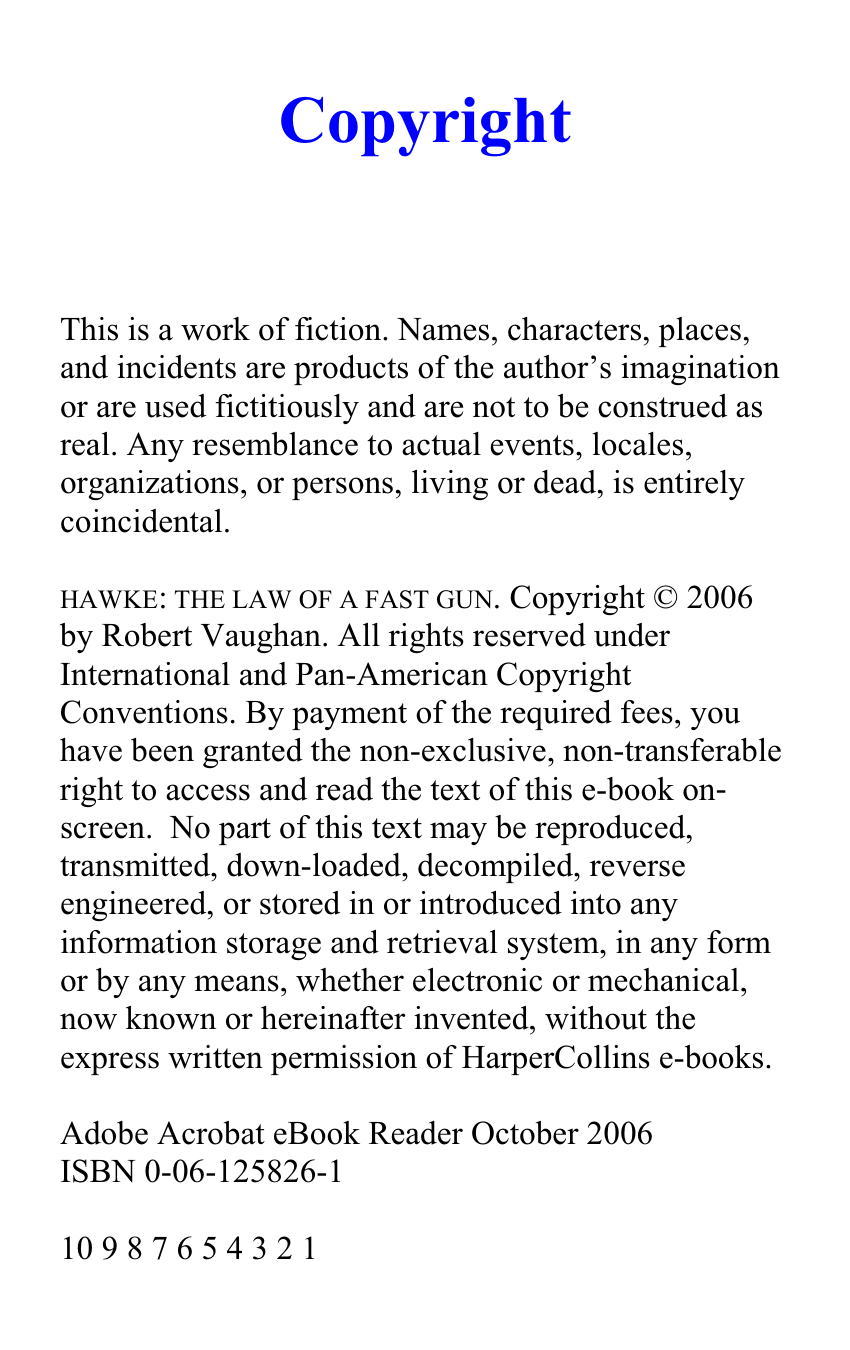 Copyright
This is a work of fiction. Names, characters, places,
and incidents are products of the author’s imagination
or are used fictitiously and are not to be construed as
real. Any resemblance to actual events, locales,
organizations, or persons, living or dead, is entirely
coincidental.
HAWKE: THE LAW OF A FAST GUN. Copyright © 2006
by Robert Vaughan. All rights reserved under
International and Pan-American Copyright
Conventions. By payment of the required fees, you
have been granted the non-exclusive, non-transferable
right to access and read the text of this e-book on-
screen.  No part of this text may be reproduced,
transmitted, down-loaded, decompiled, reverse
engineered, or stored in or introduced into any
information storage and retrieval system, in any form
or by any means, whether electronic or mechanical,
now known or hereinafter invented, without the
express written permission of HarperCollins e-books.
Adobe Acrobat eBook Reader October 2006
ISBN 0-06-125826-1
10 9 8 7 6 5 4 3 2 1